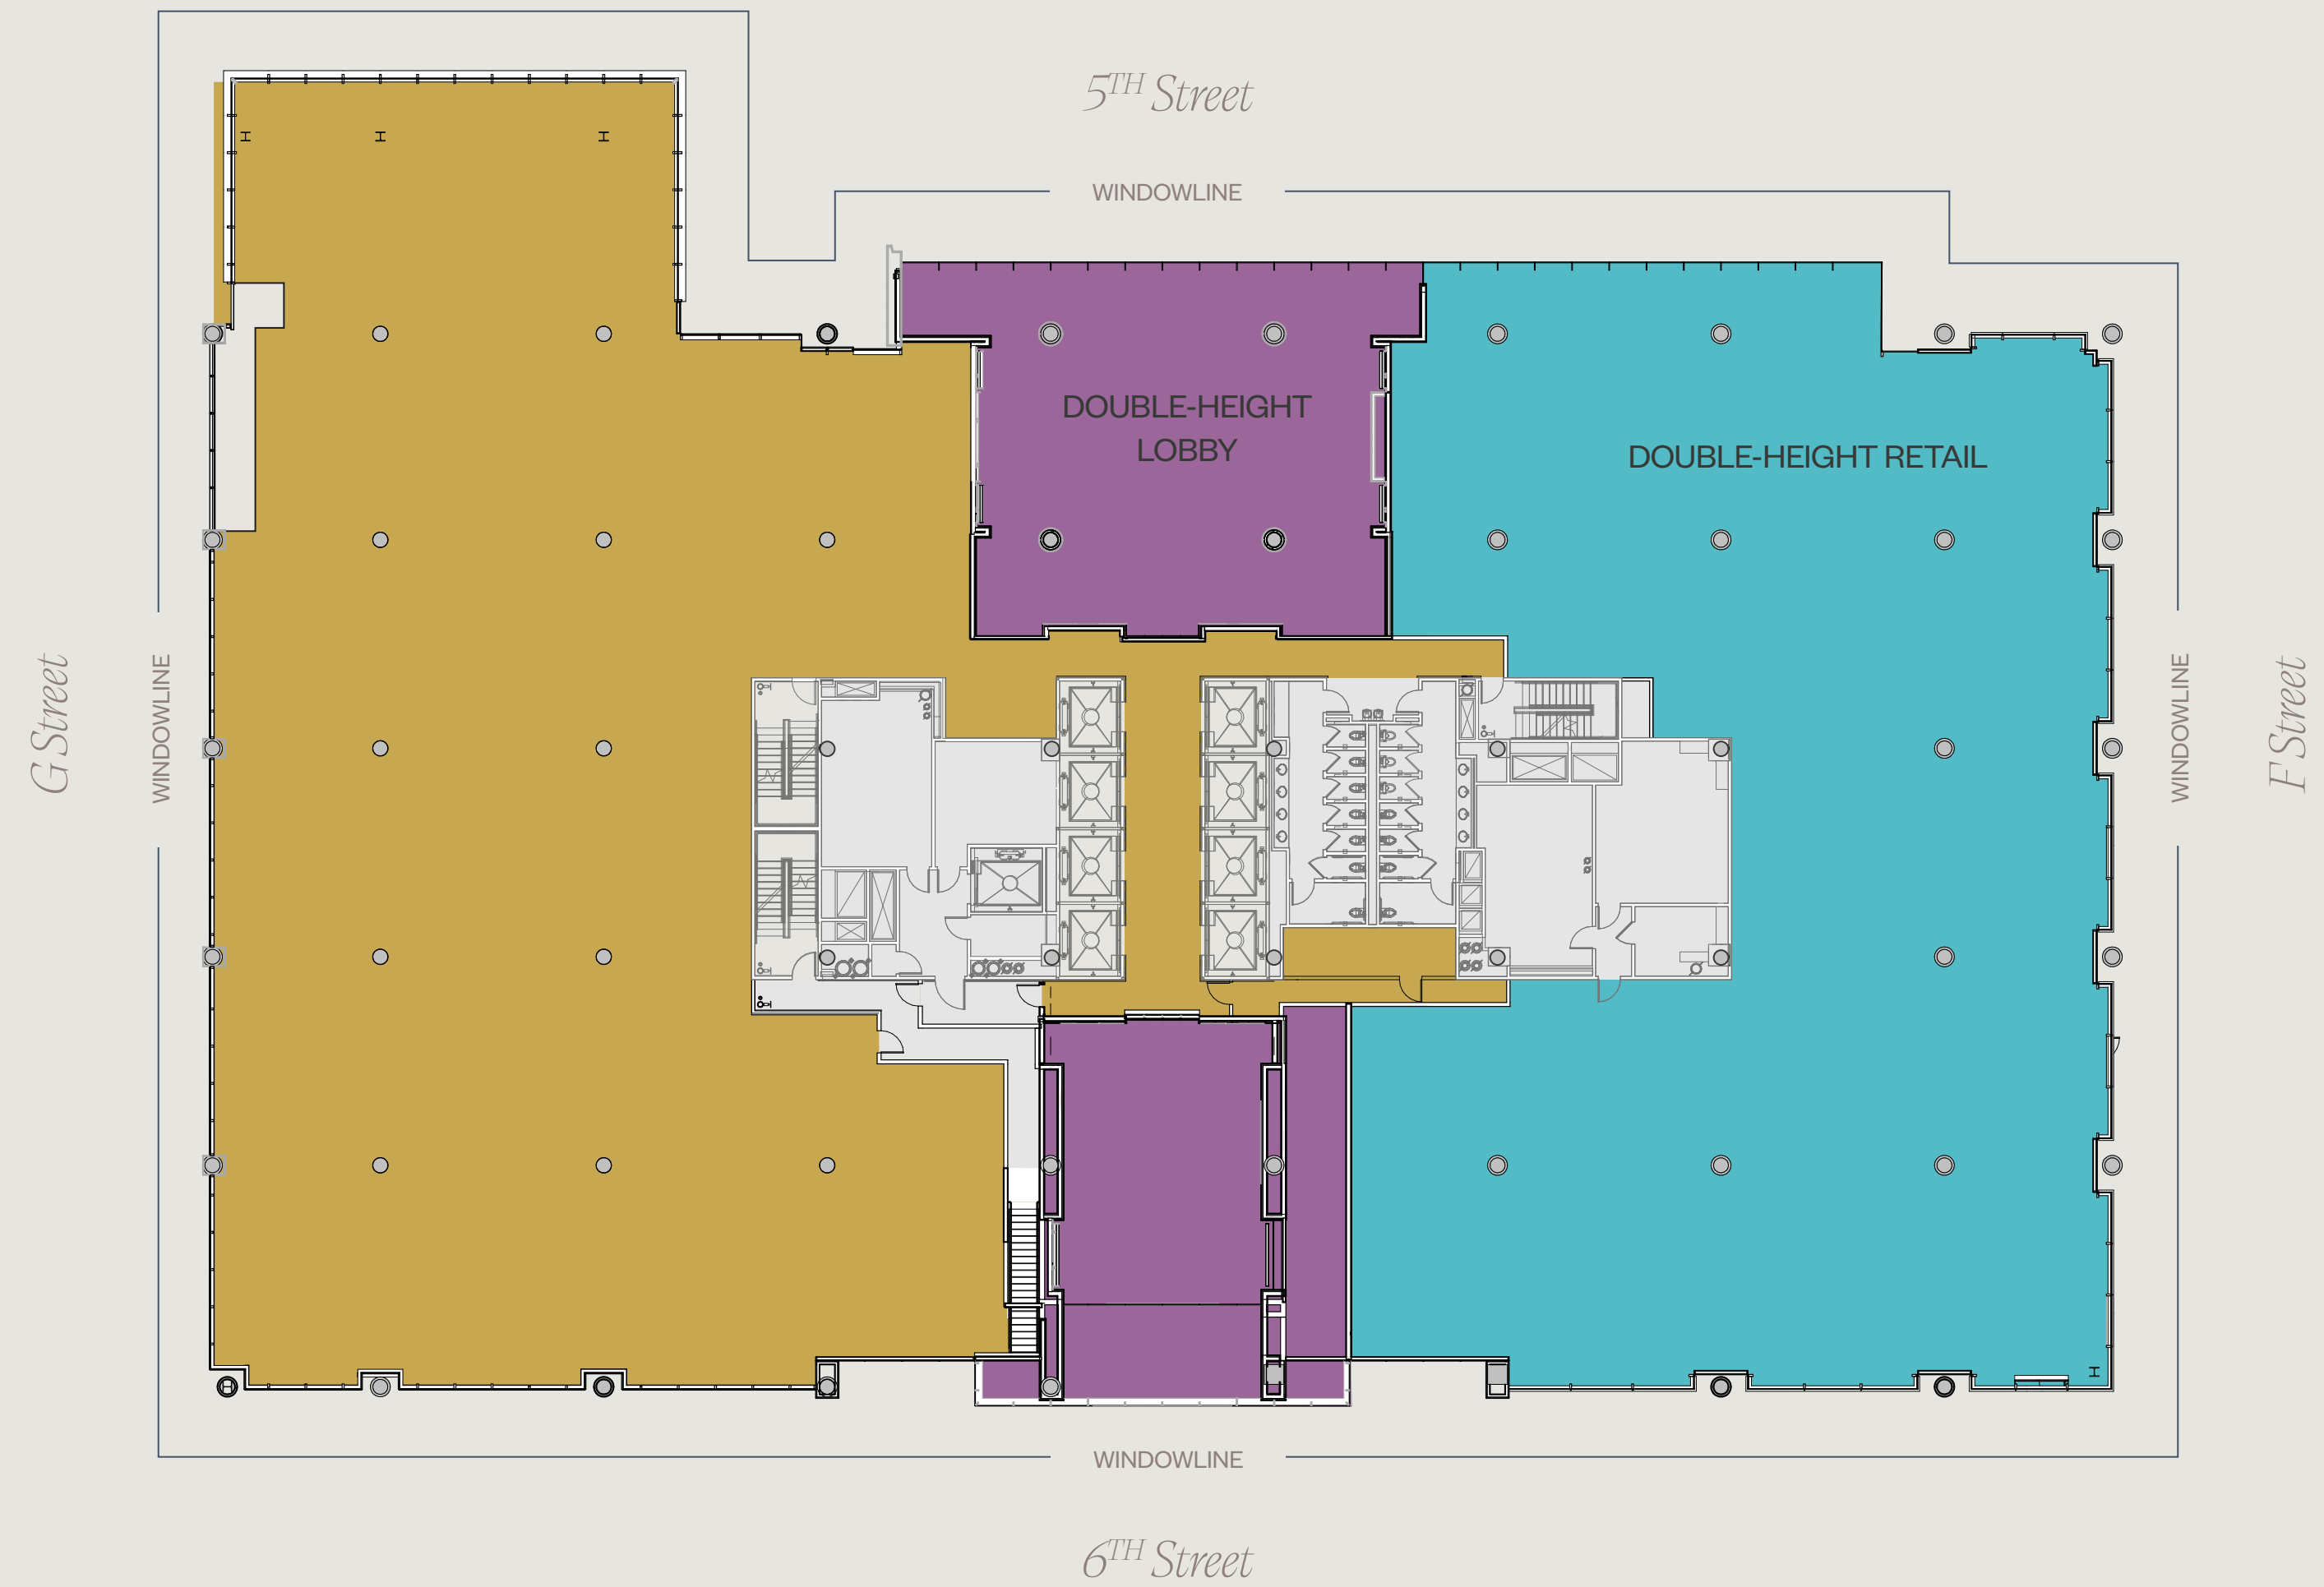 5TH Street
WINDOWLINE
DOUBLE-HEIGHT
LOBBY
DOUBLE-HEIGHT RETAIL
G Street
WINDOWLINE
WINDOWLINE
F Street
WINDOWLINE
6TH Street